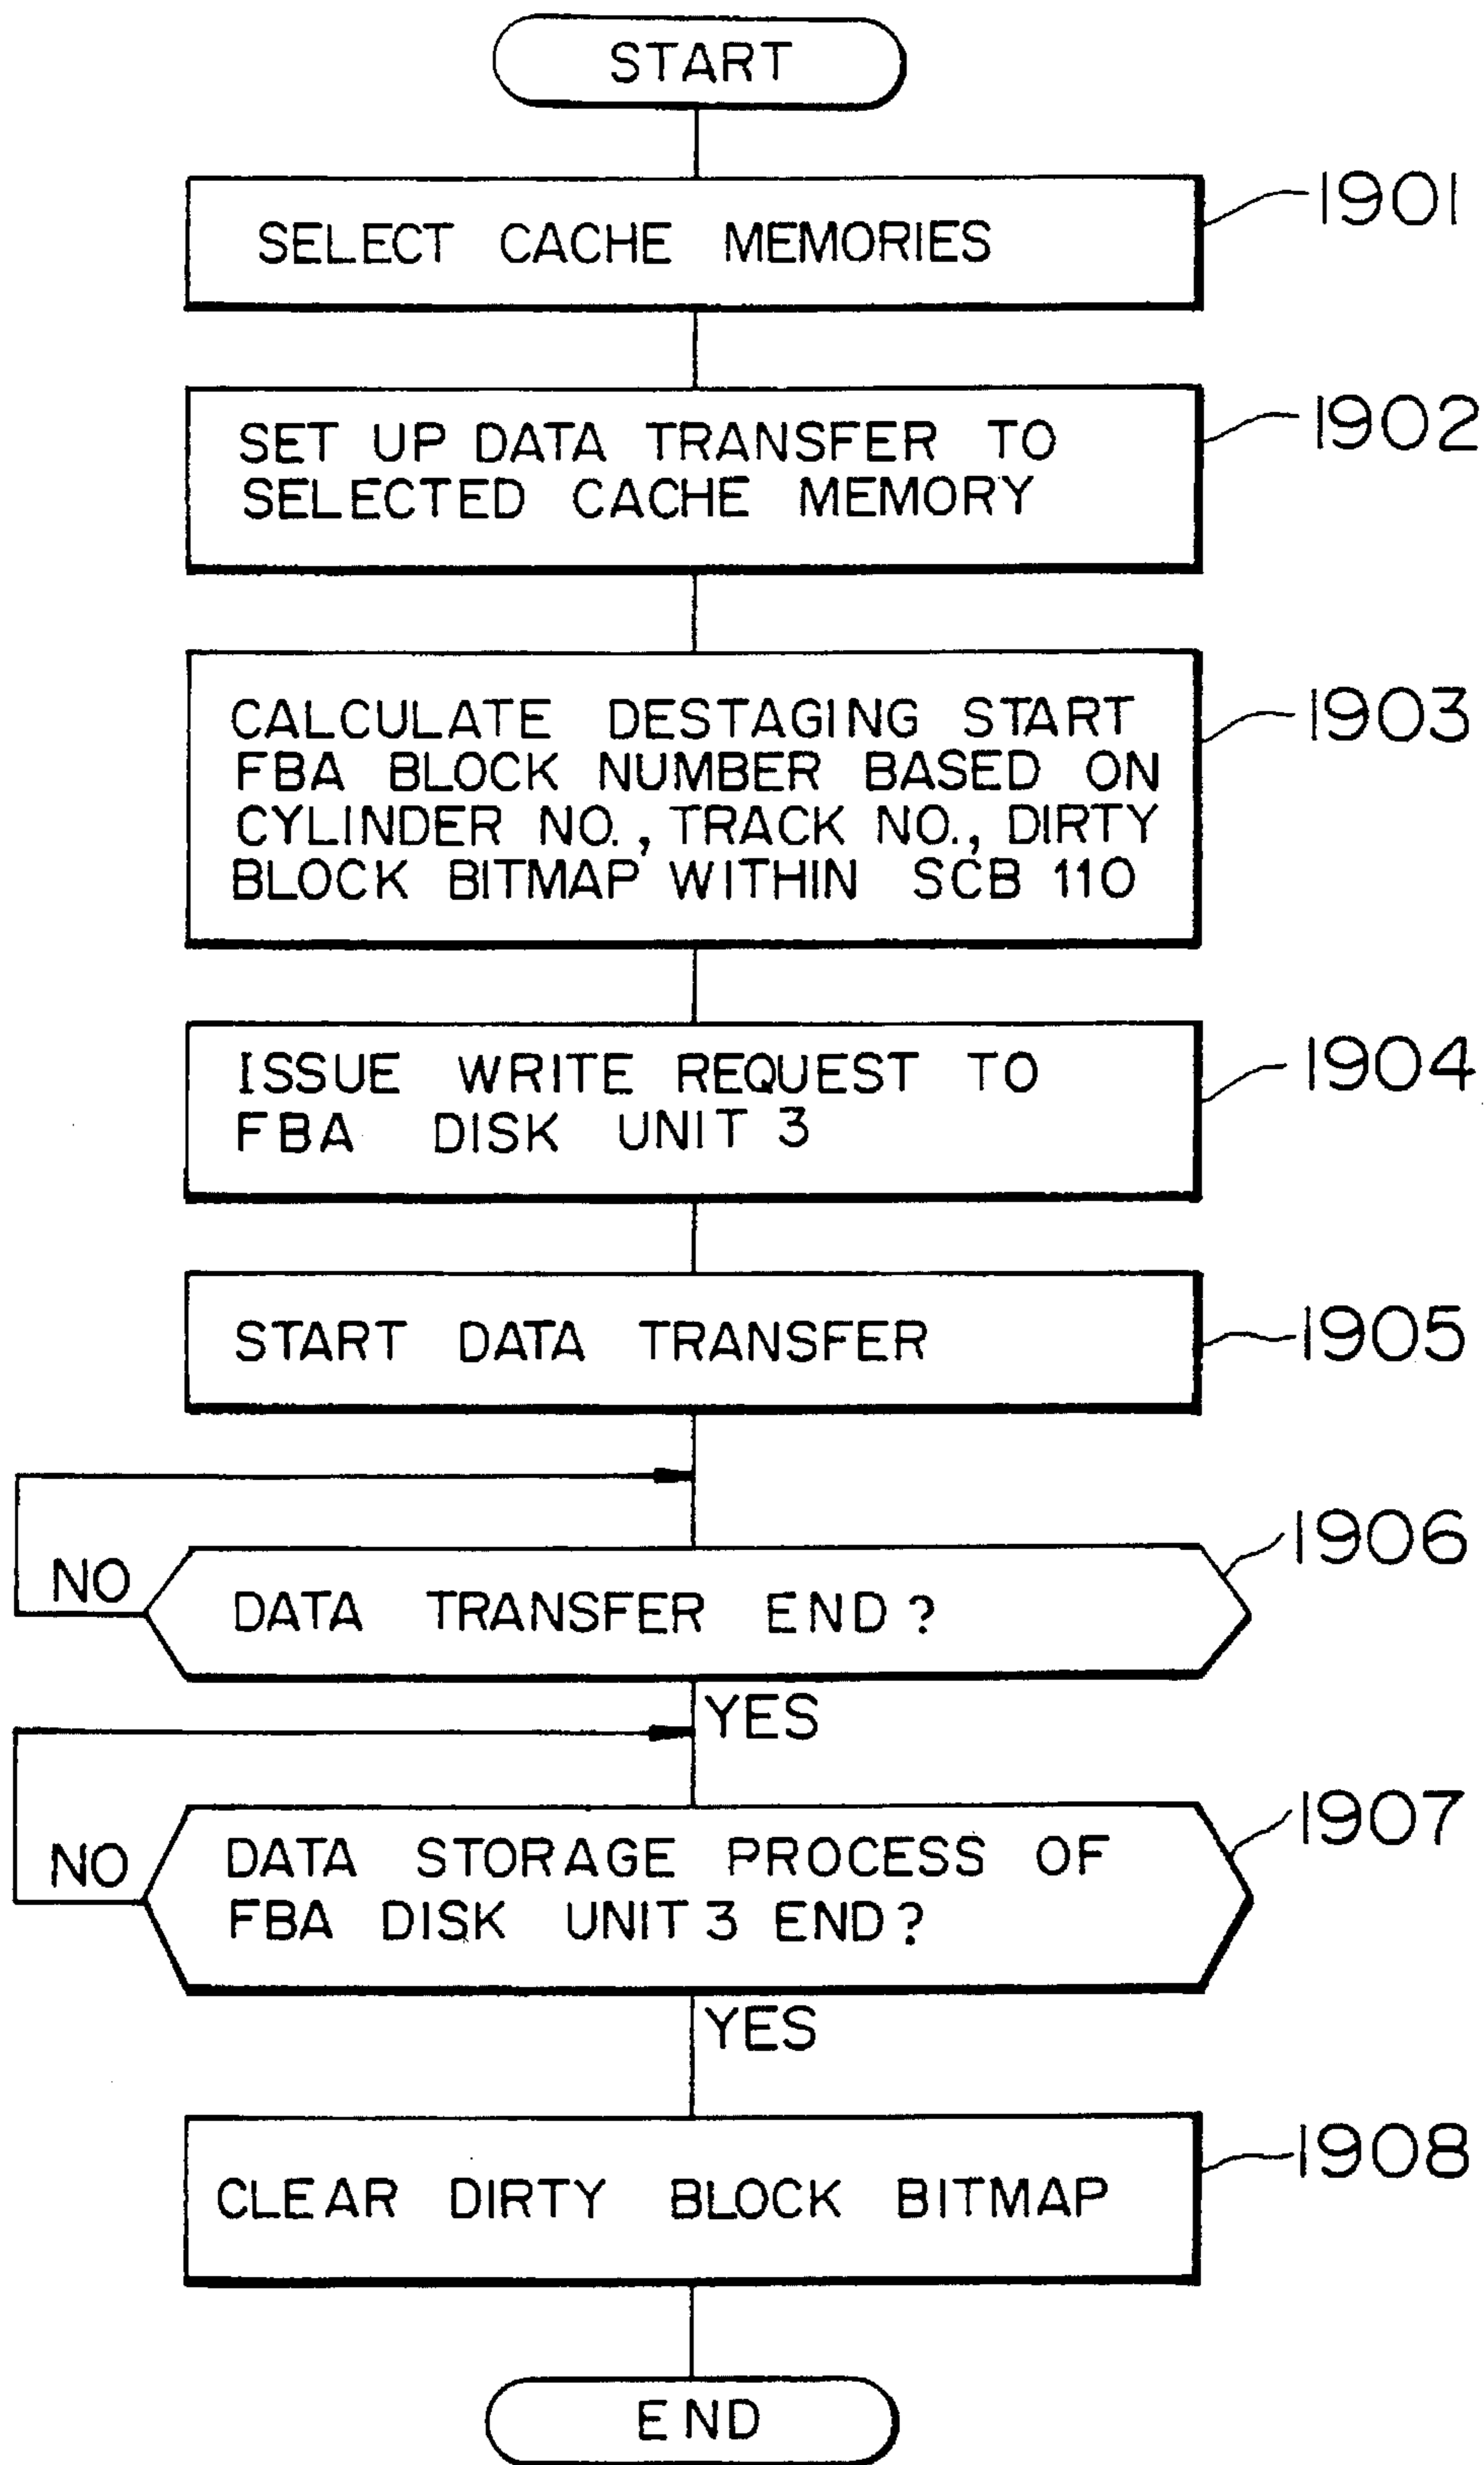 START
SELECT CACHE MEMORIES
1901
SET UP DATA TRANSFER TO
SELECTED CACHE MEMORY
1902
CALCULATE DESTAGING START
FBA BLOCK NUMBER BASED ON
CYLINDER NO., TRACK NO., DIRTY
BLOCK BITMAP WITHIN SCB 110
1903
ISSUE WRITE REQUEST TO
FBA DISK UNIT 3
1904
START DATA TRANSFER
1905
NO
DATA TRANSFER END?
1906
YES
NO
DATA STORAGE PROCESS OF
FBA DISK UNIT 3 END?
1907
YES
CLEAR DIRTY BLOCK BITMAP
1908
END